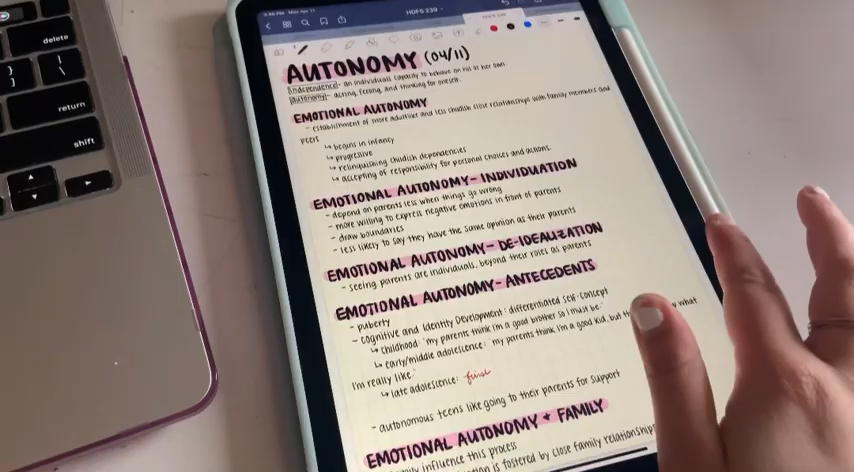 delete
return
shift
HDFS 239
AUTONOMY (04/11)
Independence- an individual's capacity to behave on his or her own
Autonomy- acting, feeling, and thinking for oneself.
EMOTIONAL AUTONOMY
- establishment of more adultlike and less childish close relationships with family members and
peers
↳ begins in infancy
↳ progressive
↳ relinquishing childish dependencies
↳ accepting of responsibility for personal choices and actions.
EMOTIONAL AUTONOMY- INDIVIDUATION
- depend on parents less when things go wrong
- more willing to express negative emotions in front of parents
- draw boundaries
- less likely to say they have the same opinion as their parents
EMOTIONAL AUTONOMY- DE-IDEALIZATION
- seeing parents are individuals, beyond their roles as parents
EMOTIONAL AUTONOMY- ANTECEDENTS
- puberty
- cognitive and Identity Development: differentiated self-concept
↳ childhood: "my parents think I'm a good brother so I must be."
↳ early/middle adolescence: "my parents think I'm a good kid, but what
I'm really like."
↳ late adolescence:
- autonomous teens like going to their parents for support
EMOTIONAL AUTONOMY + FAMILY
influence this process
is fostered by close family relationships